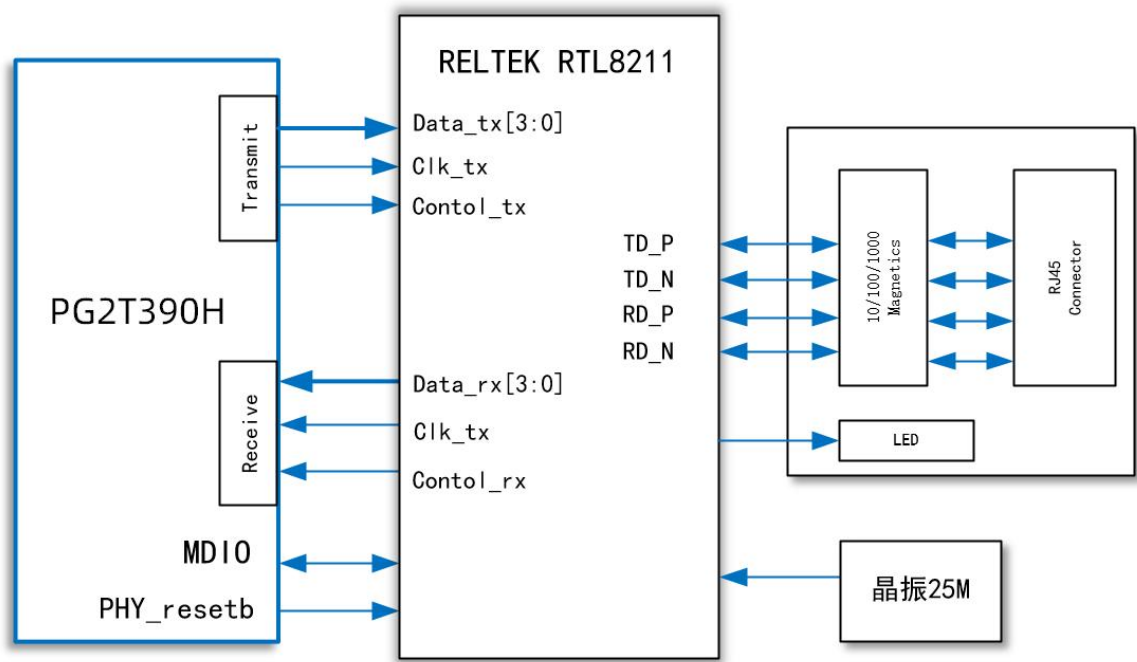 RELTEK RTL8211
Transmit
Data_tx[3:0]
Clk_tx
Contol_tx
PG2T390H
TD_P
TD_N
RD_P
RD_N
10/100/1000
Magnetics
RJ45
Connector
Receive
Data_rx[3:0]
Clk_tx
Contol_rx
LED
MDIO
PHY_resetb
晶振25M